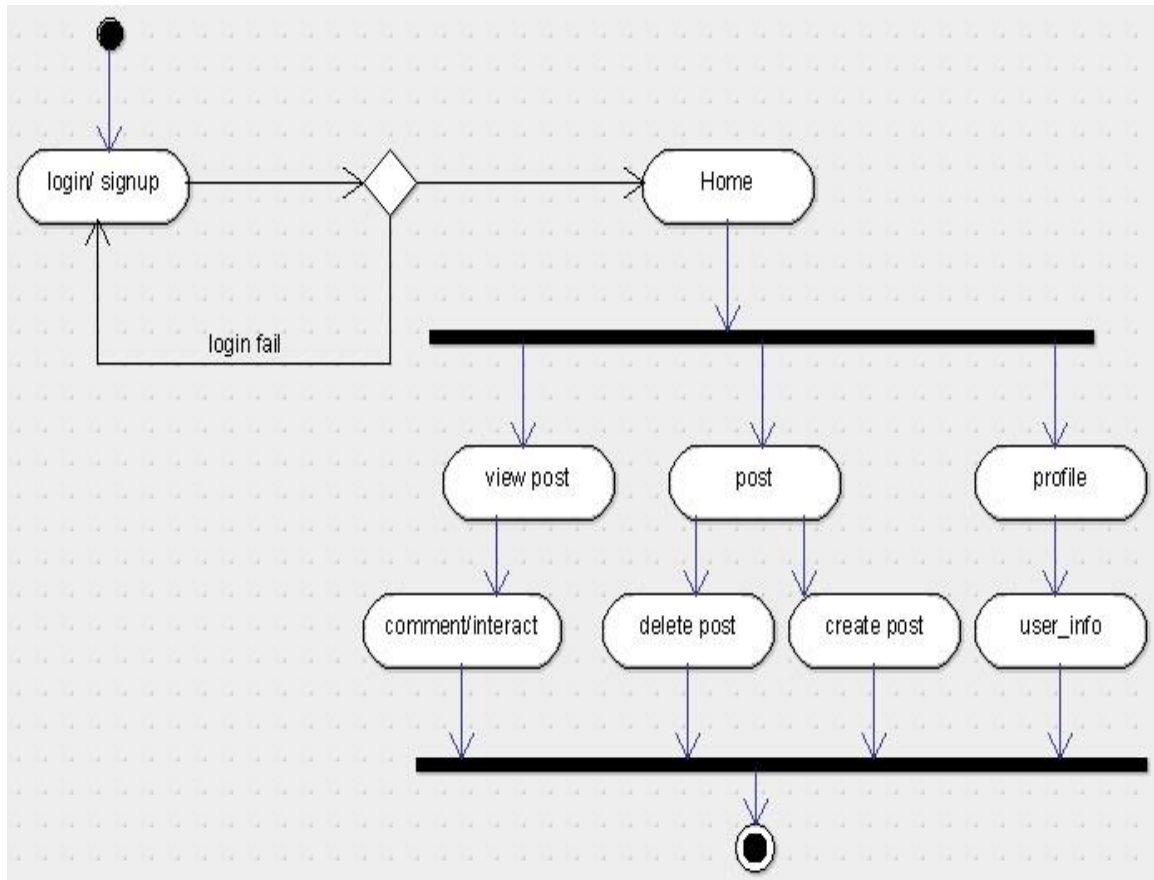 login/ signup
Home
login fail
view post
post
profile
comment/interact
delete post
create post
user_info